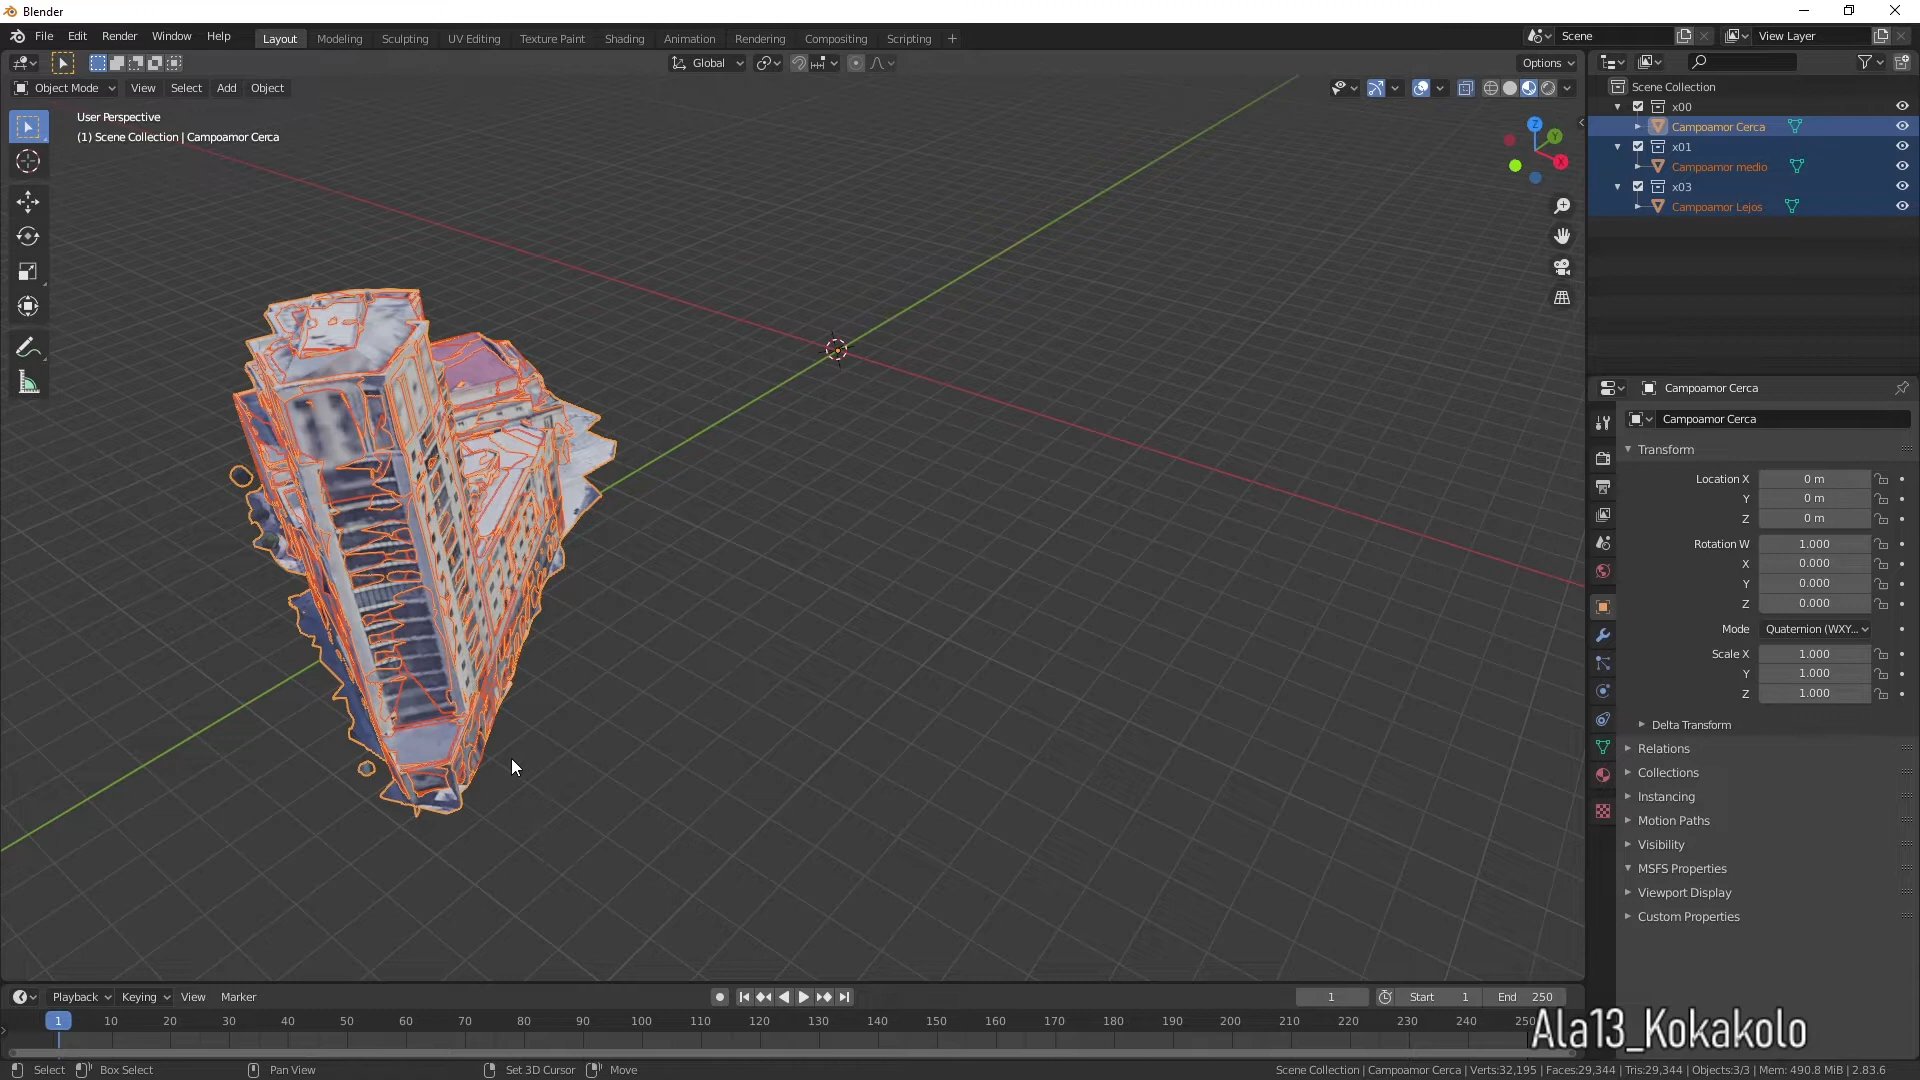 Blender
File Edit Render Window Help
Layout Modeling Sculpting UV Editing Texture Paint Shading Animation Rendering Compositing Scripting +
Scene
View Layer
Global
Options
Object Mode View Select Add Object
User Perspective
(1) Scene Collection | Campoamor Cerca
Z
Y
X
Scene Collection
x00
Campoamor Cerca
x01
Campoamor medio
x03
Campoamor Lejos
Campoamor Cerca
Campoamor Cerca
Transform
Location X 0 m
Y 0 m
Z 0 m
Rotation W 1.000
X 0.000
Y 0.000
Z 0.000
Mode Quaternion (WXY...
Scale X 1.000
Y 1.000
Z 1.000
Delta Transform
Relations
Collections
Instancing
Motion Paths
Visibility
MSFS Properties
Viewport Display
Custom Properties
Playback Keying View Marker
1
Start 1
End 250
1 10 20 30 40 50 60 70 80 90 100 110 120 130 140 150 160 170 180 190 200 210 220 230 240 250
Ala13_Kokakolo
Select Box Select Pan View Set 3D Cursor Move
Scene Collection | Campoamor Cerca | Verts:32,195 | Faces:29,344 | Tris:29,344 | Objects:3/3 | Mem: 490.8 MiB | 2.83.6